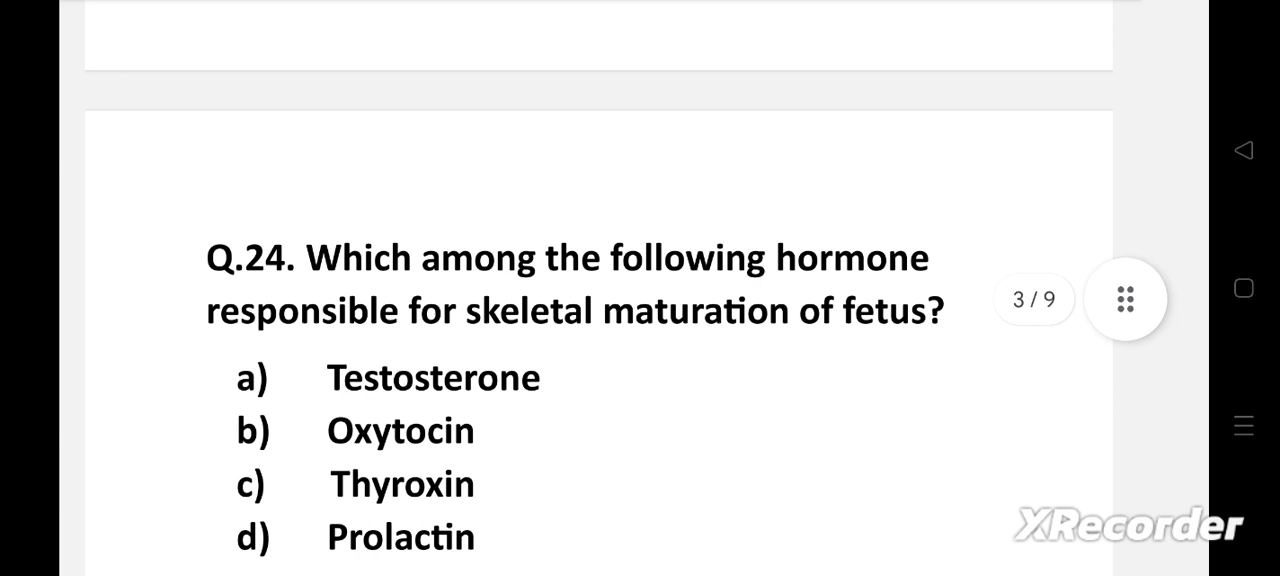 Q.24. Which among the following hormone
responsible for skeletal maturation of fetus?
3 / 9
a) Testosterone
b) Oxytocin
c) Thyroxin
d) Prolactin
XRecorder